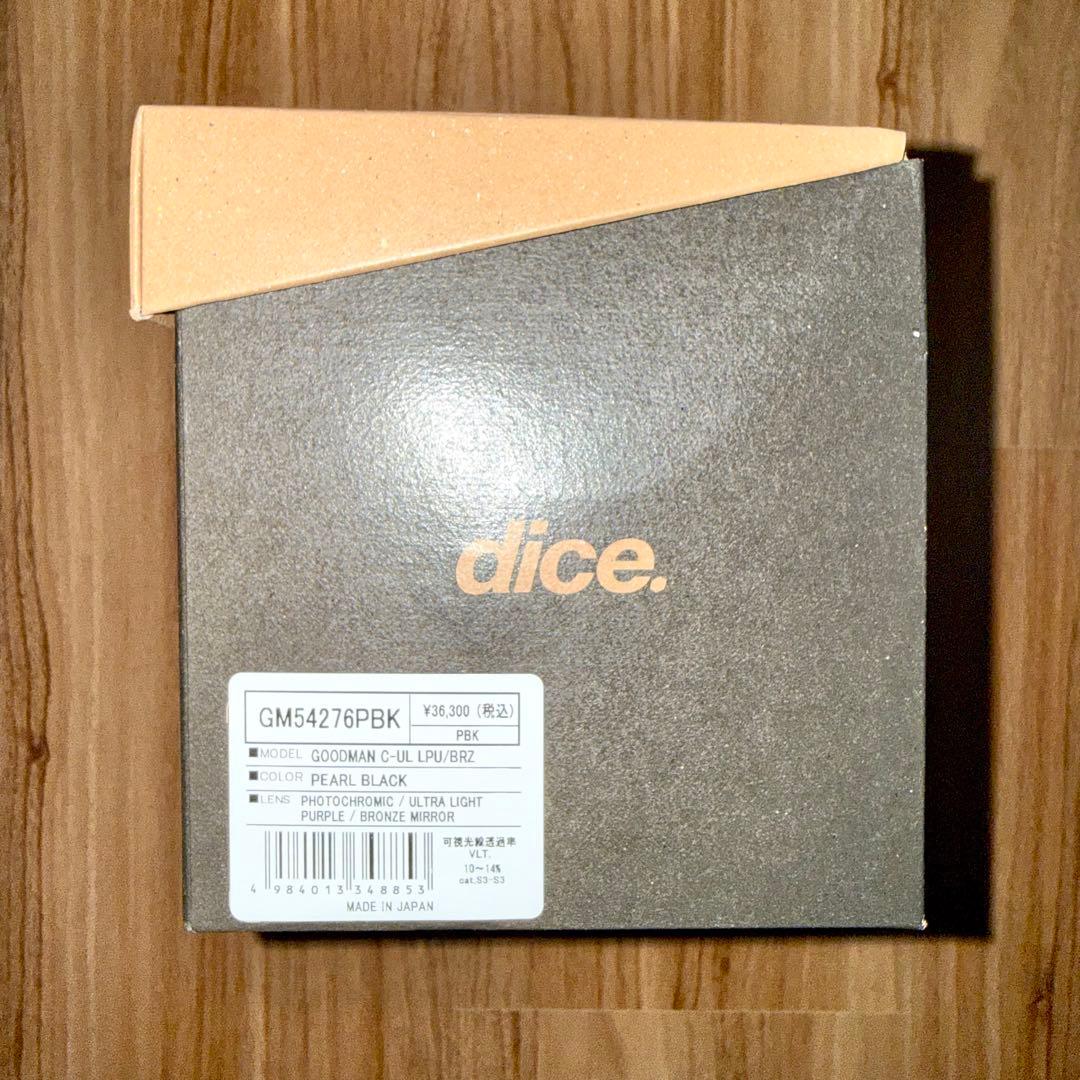 dice.
GM54276PBK
¥36,300 (税込)
PBK
■MODEL GOODMAN C-UL LPU/BRZ
■COLOR PEARL BLACK
■LENS PHOTOCHROMIC / ULTRA LIGHT
PURPLE / BRONZE MIRROR
可視光線透過率
VLT.
10～14%
cat.S3-S3
4 984013 348853
MADE IN JAPAN